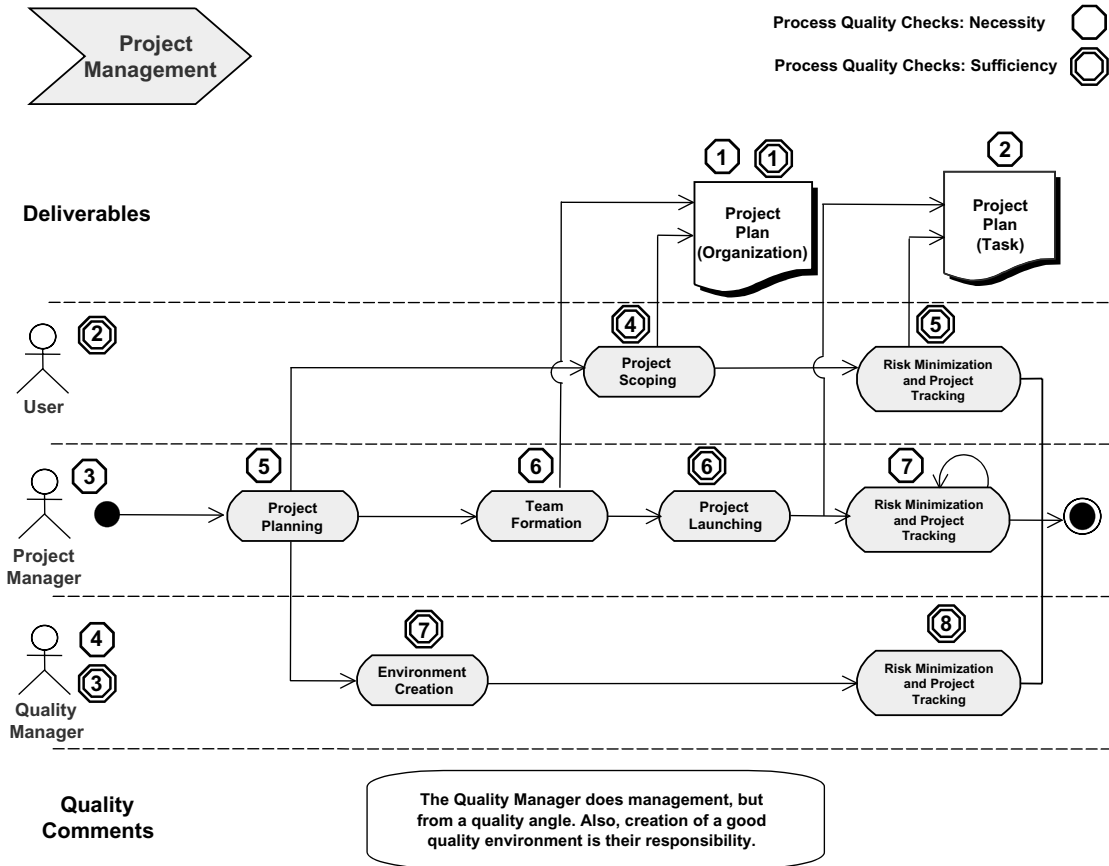 Project
Management
Process Quality Checks: Necessity
Process Quality Checks: Sufficiency
1
1
2
Deliverables
Project
Plan
(Organization)
Project
Plan
(Task)
2
User
4
Project
Scoping
5
Risk Minimization
and Project
Tracking
3
Project
Manager
5
Project
Planning
6
Team
Formation
6
Project
Launching
7
Risk Minimization
and Project
Tracking
4
3
Quality
Manager
7
Environment
Creation
8
Risk Minimization
and Project
Tracking
Quality
Comments
The Quality Manager does management, but
from a quality angle. Also, creation of a good
quality environment is their responsibility.